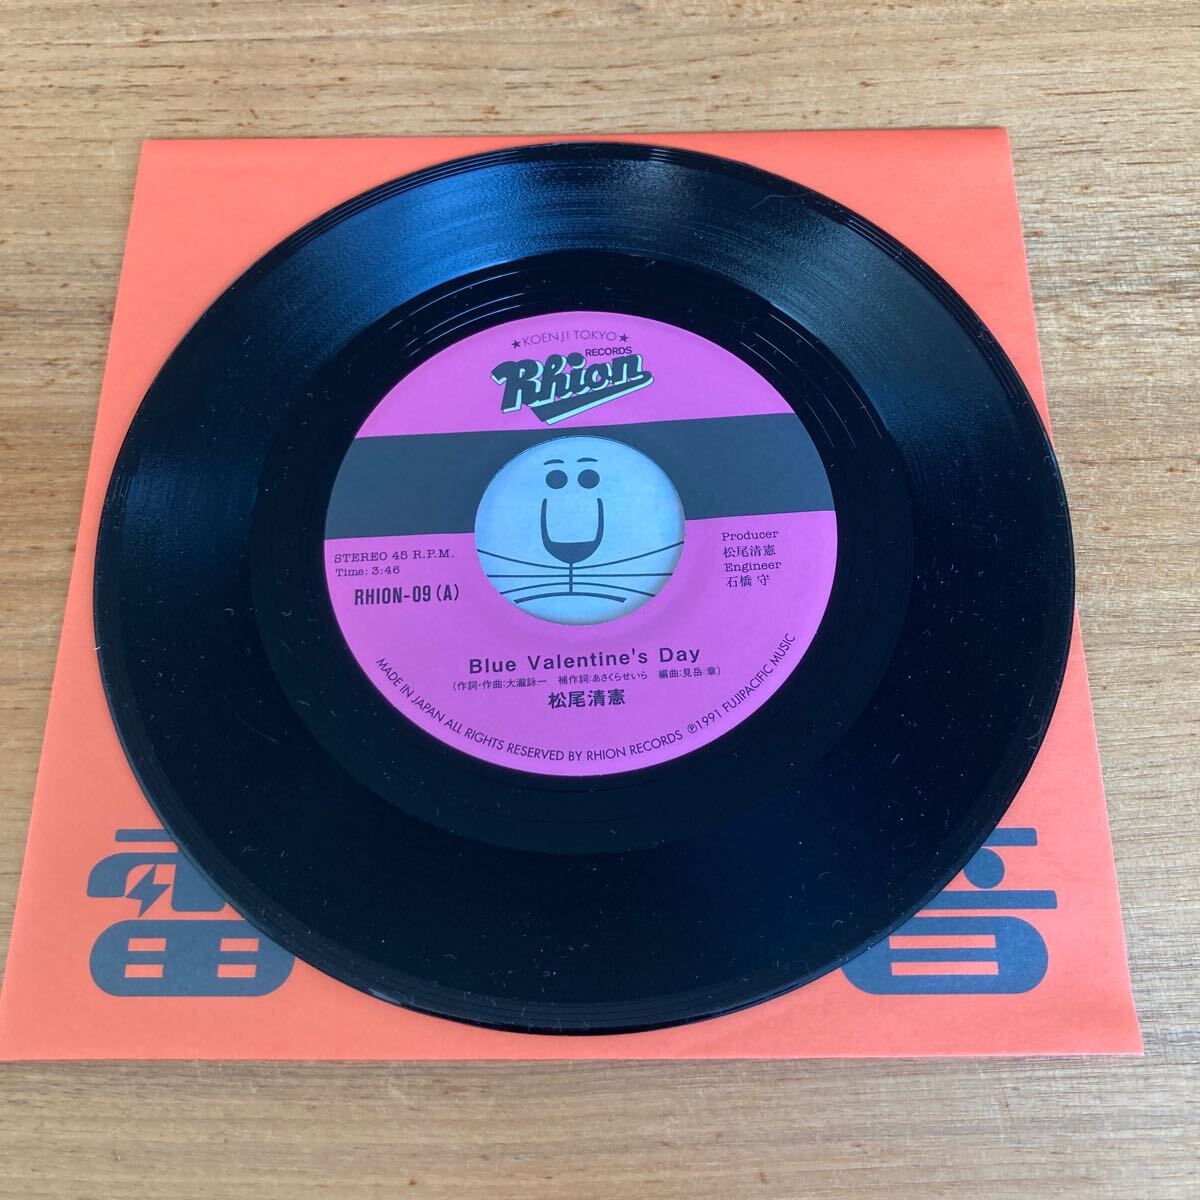 ★KOENJI TOKYO★
Rhion RECORDS
STEREO 45 R.P.M.
Time: 3:46
RHION-09 (A)
Producer
松尾清憲
Engineer
石橋 守
Blue Valentine's Day
(作詞・作曲:大瀧詠一 補作詞:あさくらせいら 編曲:見岳 章)
松尾清憲
MADE IN JAPAN ALL RIGHTS RESERVED BY RHION RECORDS ℗1991 FUJIPACIFIC MUSIC
雷音